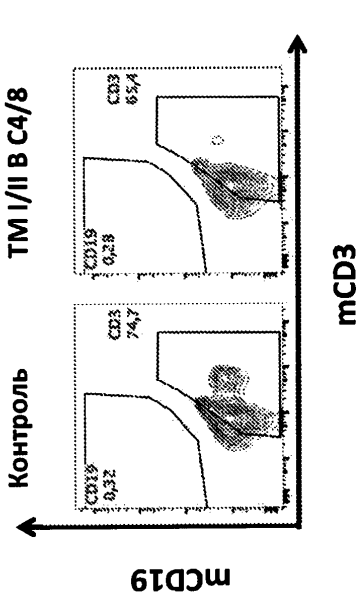 Контроль
TM I/II B C4/8
CD19
0,32
CD3
74,7
CD19
0,28
CD3
65,4
mCD19
mCD3